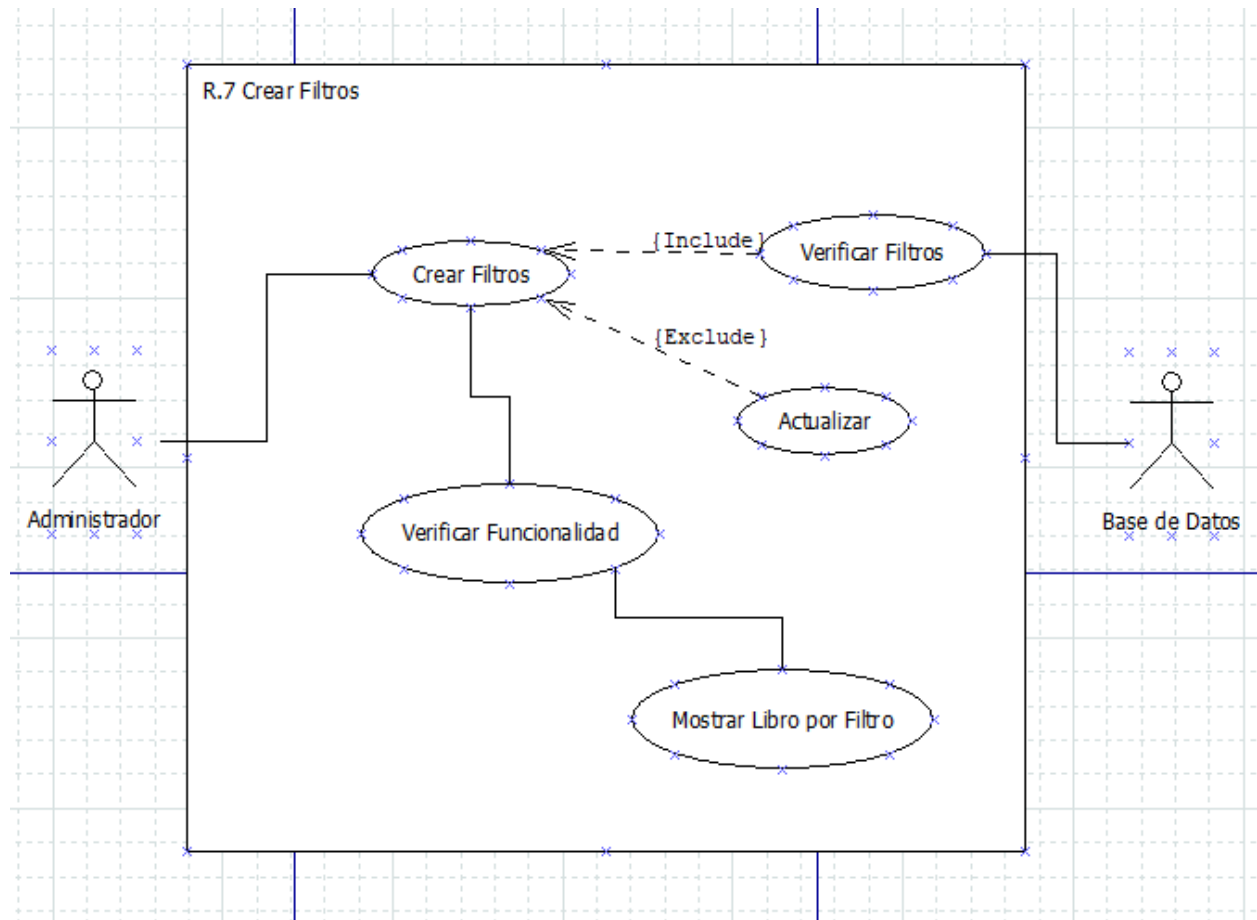 R.7 Crear Filtros
{Include}
Verificar Filtros
Crear Filtros
{Exclude}
Actualizar
Administrador
Base de Datos
Verificar Funcionalidad
Mostrar Libro por Filtro